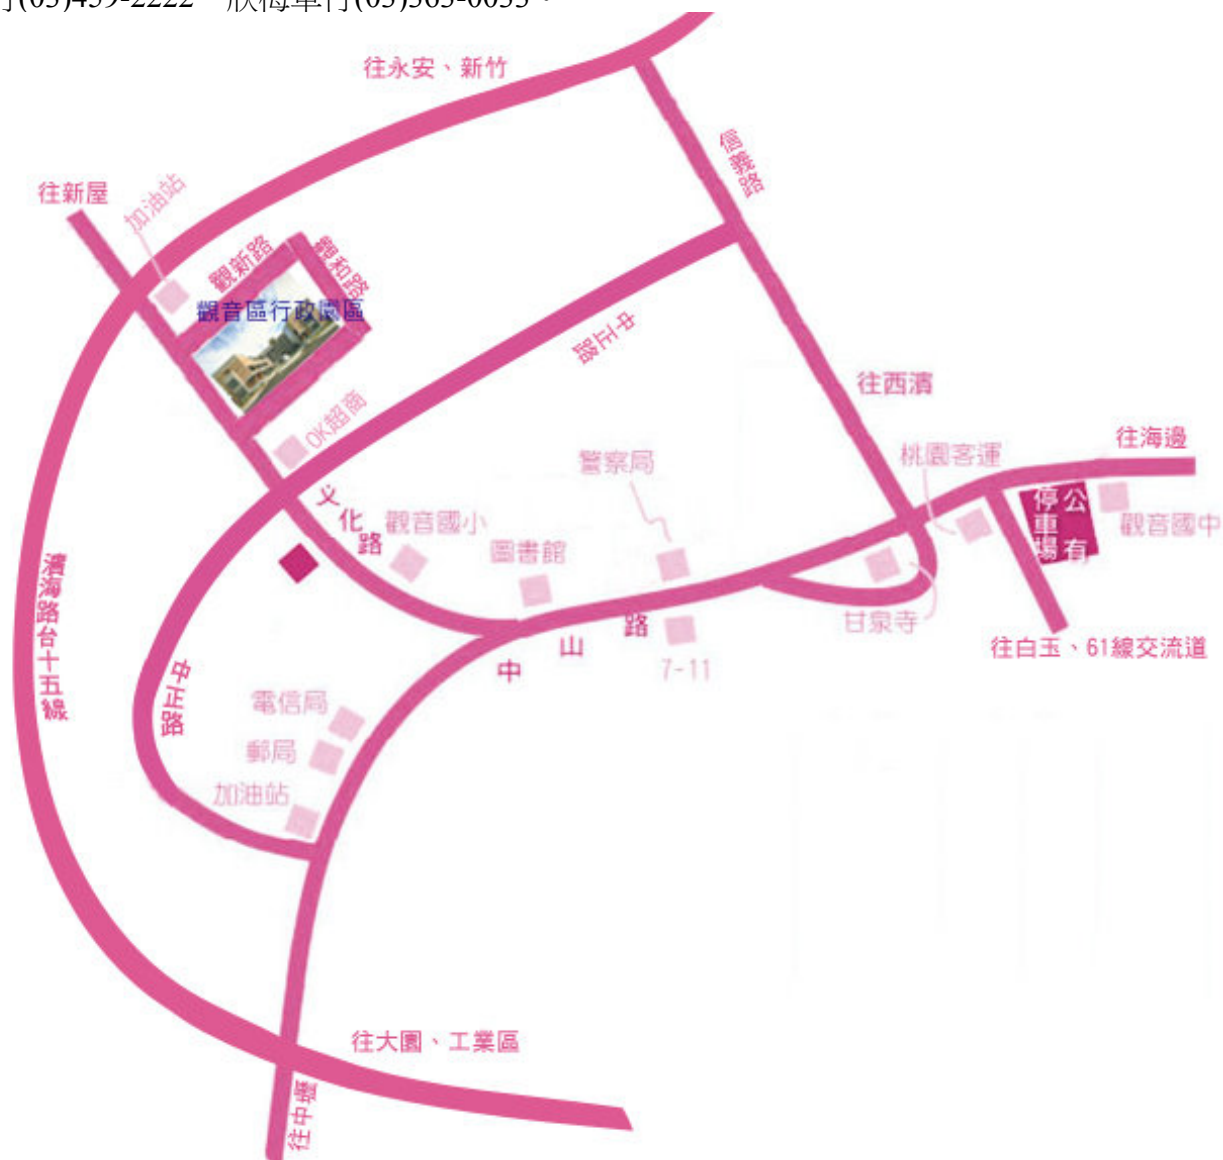 (03)459-2222
往永安、新竹
信義路
往新屋
加油站
觀新路
觀和路
觀音區行政園區
中正路
往西濱
OK超商
往海邊
桃園客運
警察局
公有停車場
觀音國中
文化路
觀音國小
圖書館
甘泉寺
中山路
7-11
往白玉、61線交流道
濱海路台十五線
中正路
電信局
郵局
加油站
往大園、工業區
往中壢